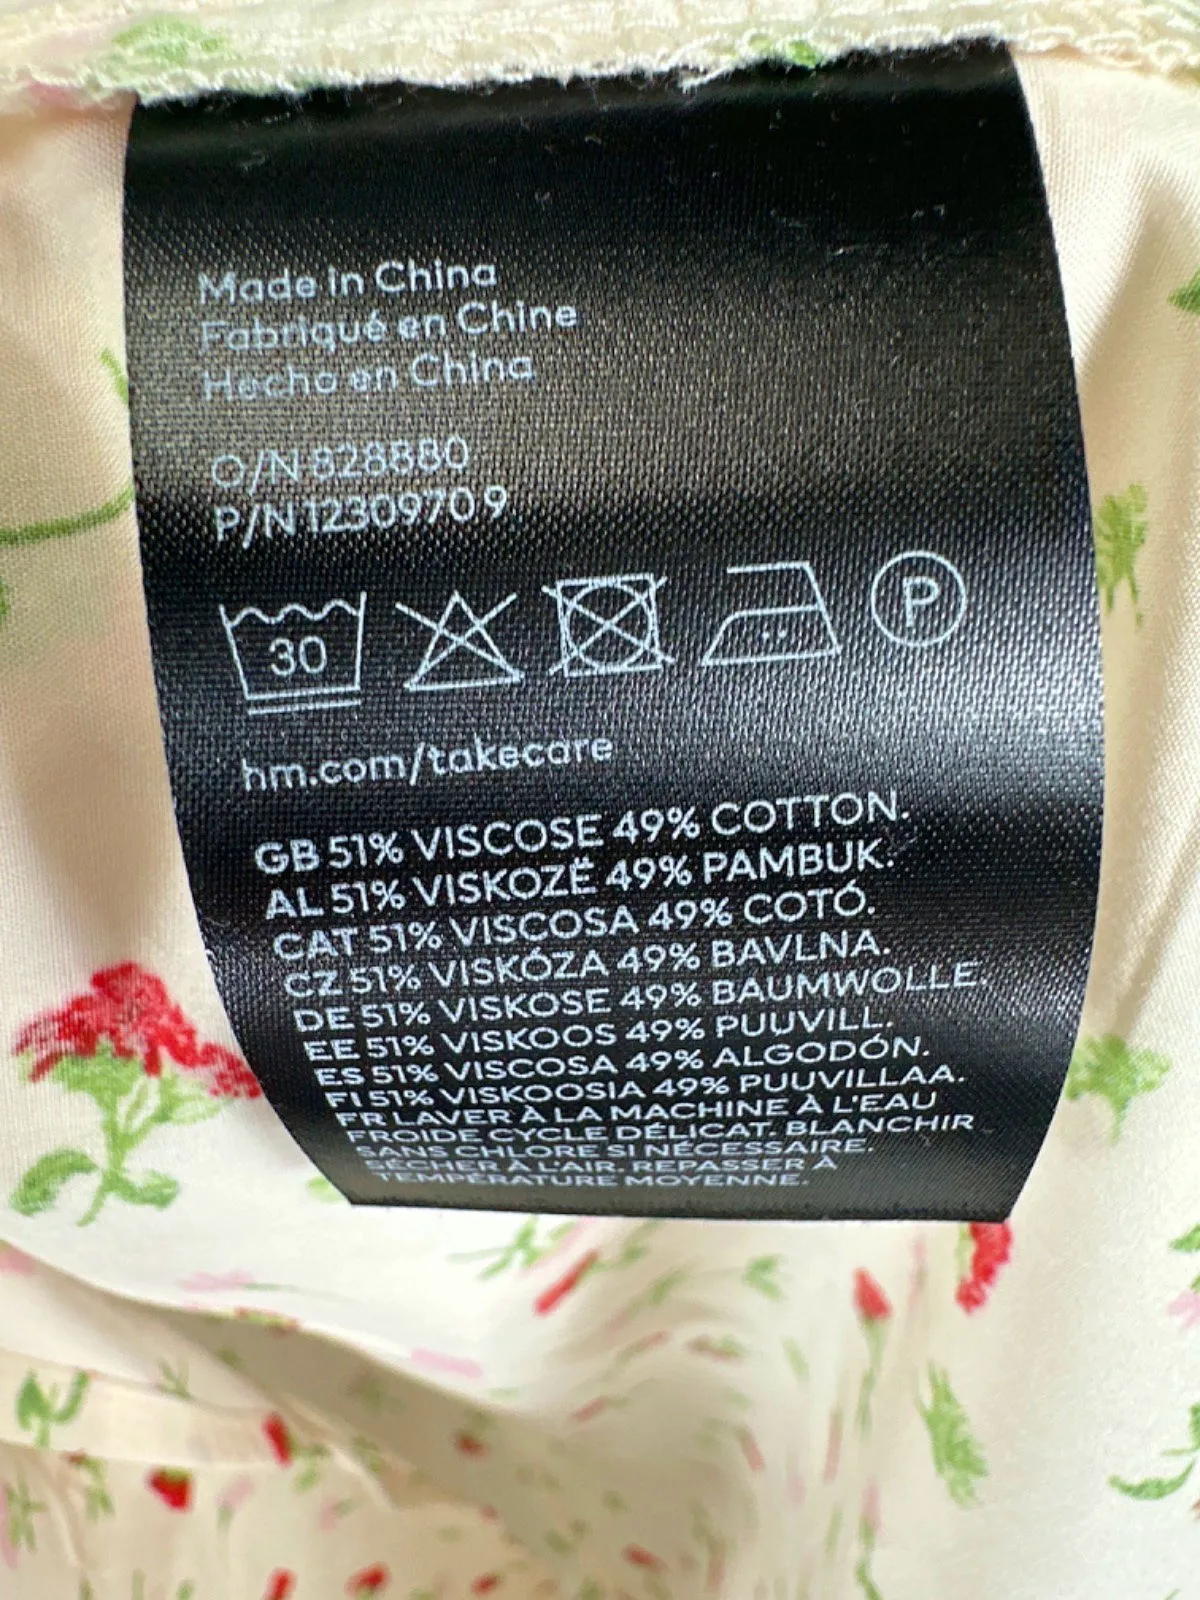 Made in China
Fabriqué en Chine
Hecho en China
O/N 828880
P/N 1230970 9
30
P
hm.com/takecare
GB 51% VISCOSE 49% COTTON.
AL 51% VISKOZË 49% PAMBUK.
CAT 51% VISCOSA 49% COTÓ.
CZ 51% VISKÓZA 49% BAVLNA.
DE 51% VISKOSE 49% BAUMWOLLE.
EE 51% VISKOOS 49% PUUVILL.
ES 51% VISCOSA 49% ALGODÓN.
FI 51% VISKOOSIA 49% PUUVILLAA.
FR LAVER À LA MACHINE À L'EAU
FROIDE CYCLE DÉLICAT. BLANCHIR
SANS CHLORE SI NÉCESSAIRE.
SÉCHER À L'AIR. REPASSER À
TEMPÉRATURE MOYENNE.